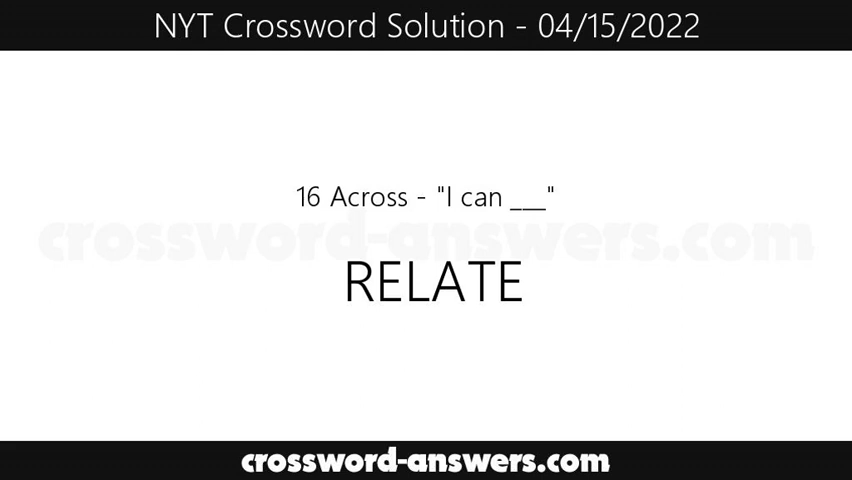 NYT Crossword Solution - 04/15/2022
16 Across - "I can ___"
crossword-answers.com
RELATE
crossword-answers.com